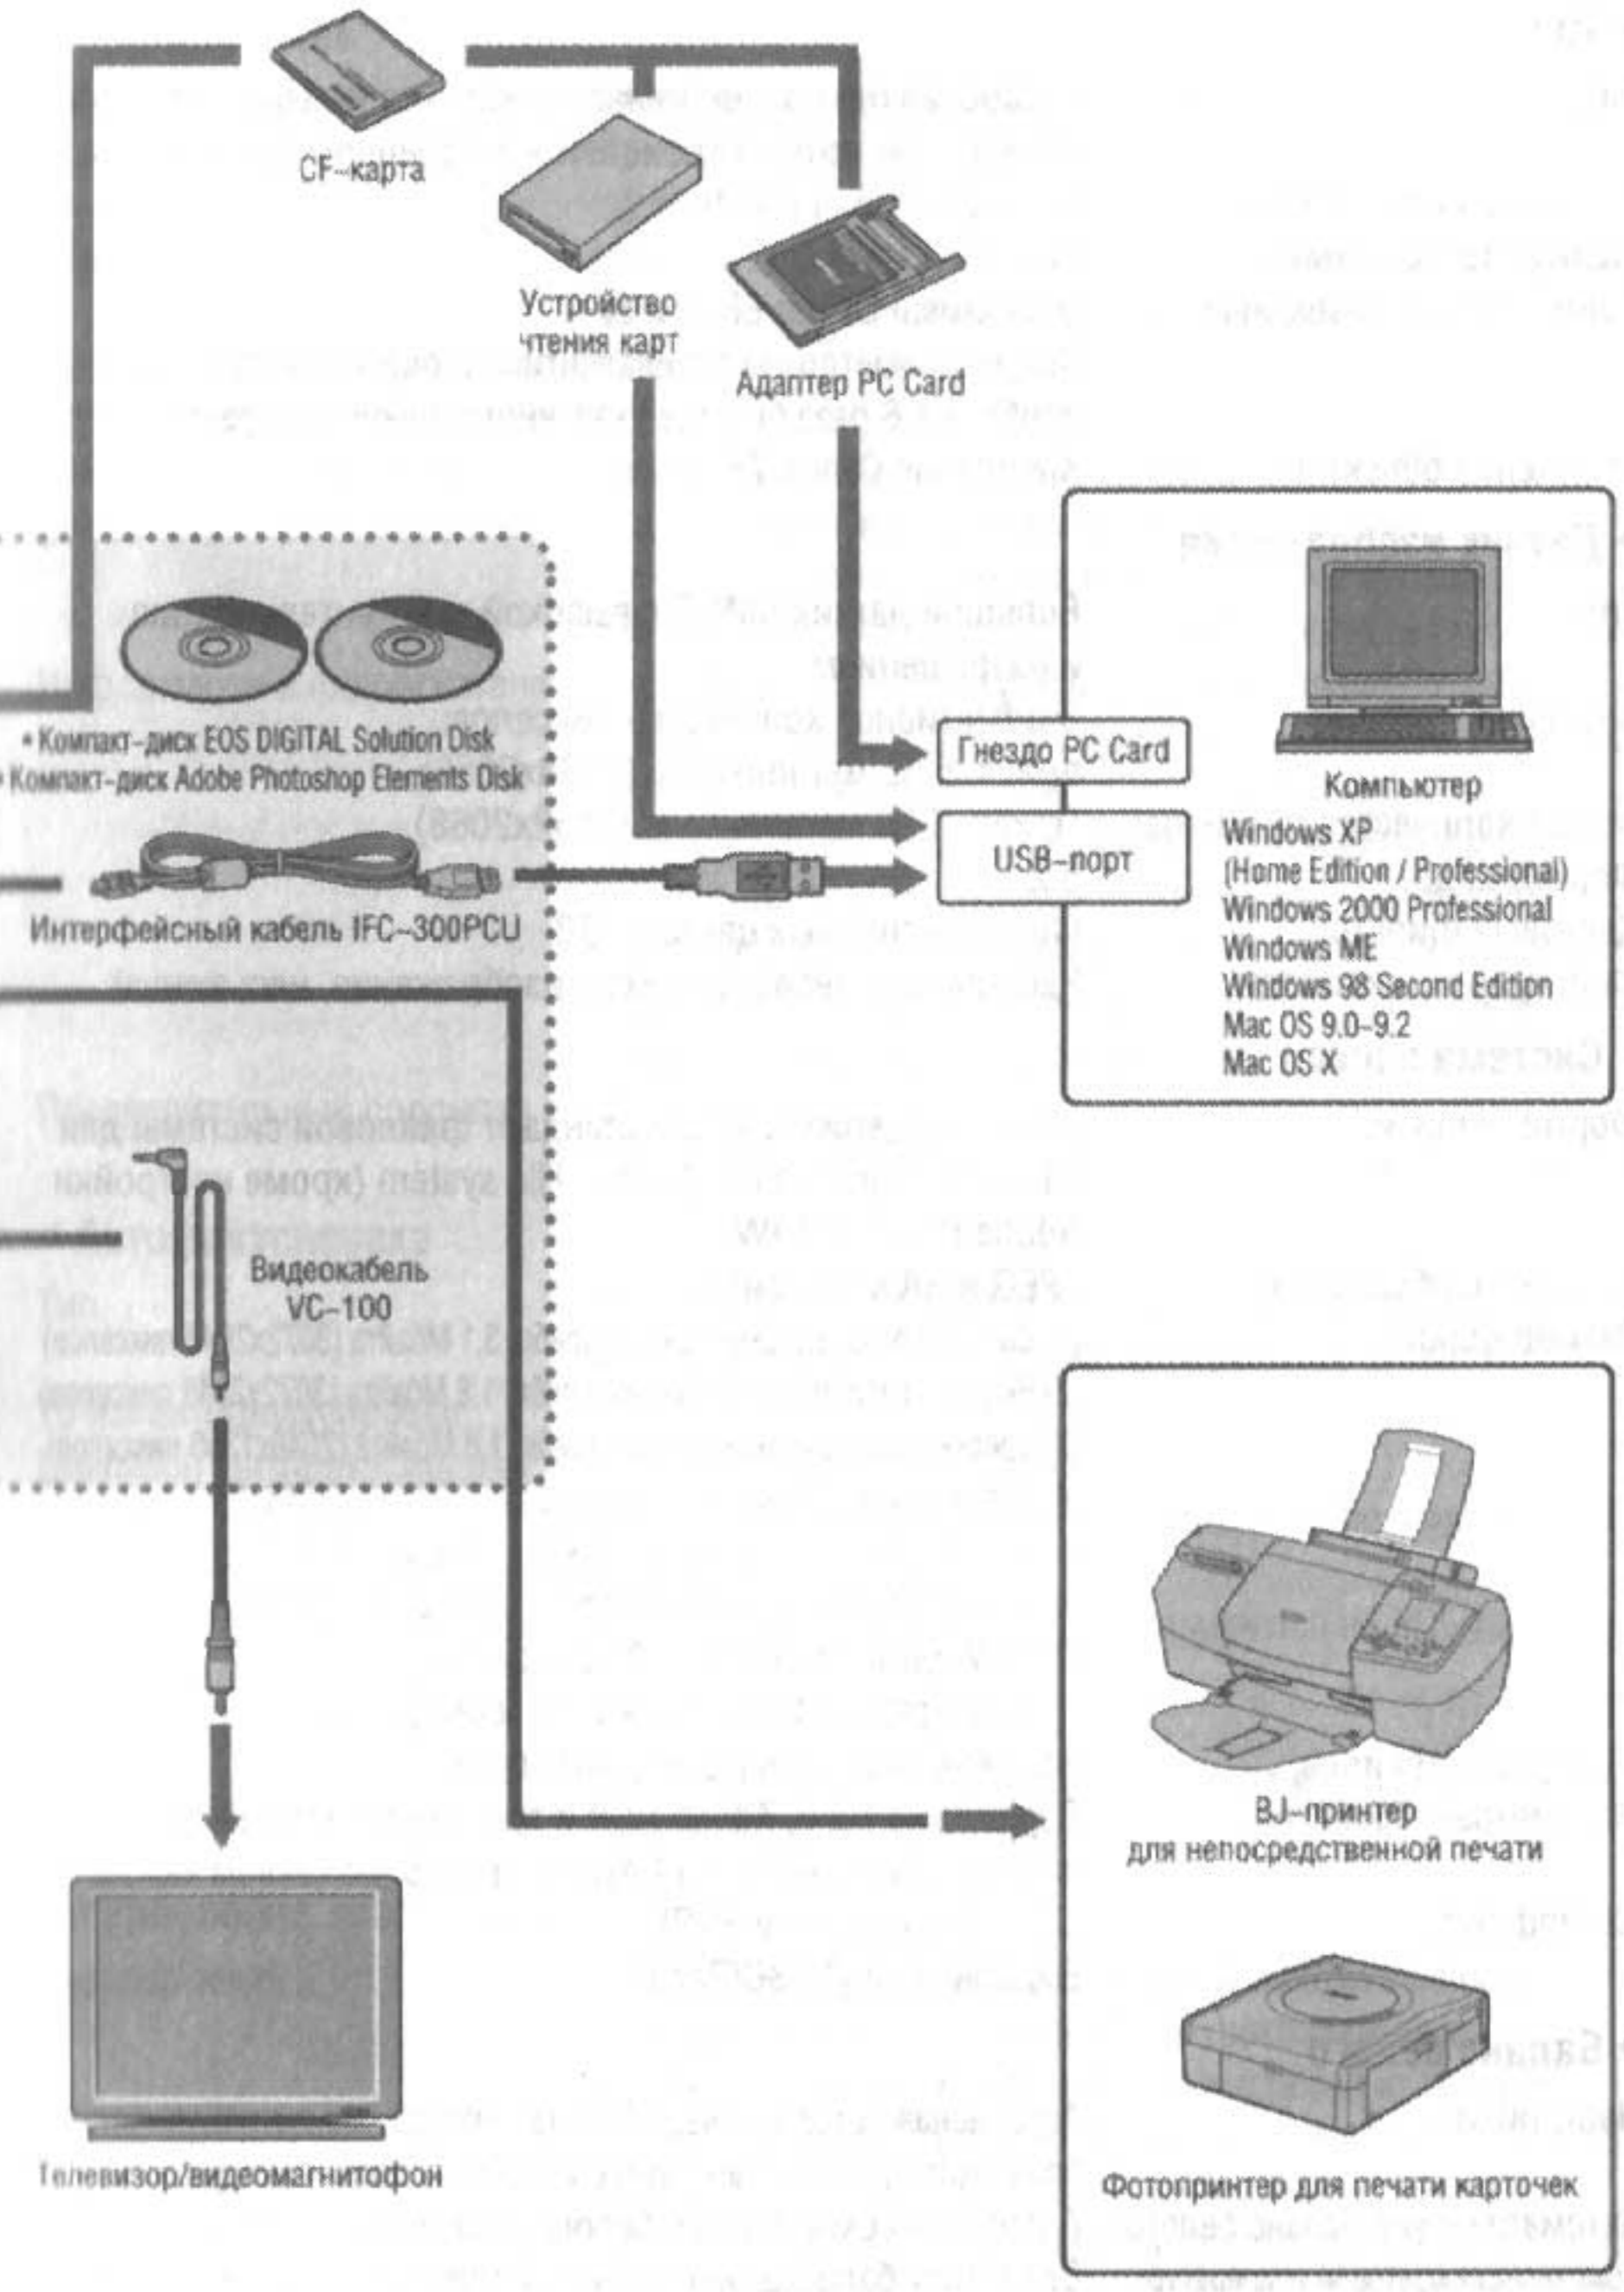 CF-карта
Устройство
чтения карт
Адаптер PC Card
• Компакт-диск EOS DIGITAL Solution Disk
• Компакт-диск Adobe Photoshop Elements Disk
Интерфейсный кабель IFC-300PCU
Гнездо PC Card
USB-порт
Компьютер
Windows XP
(Home Edition / Professional)
Windows 2000 Professional
Windows ME
Windows 98 Second Edition
Mac OS 9.0-9.2
Mac OS X
Видеокабель
VC-100
BJ-принтер
для непосредственной печати
Телевизор/видеомагнитофон
Фотопринтер для печати карточек